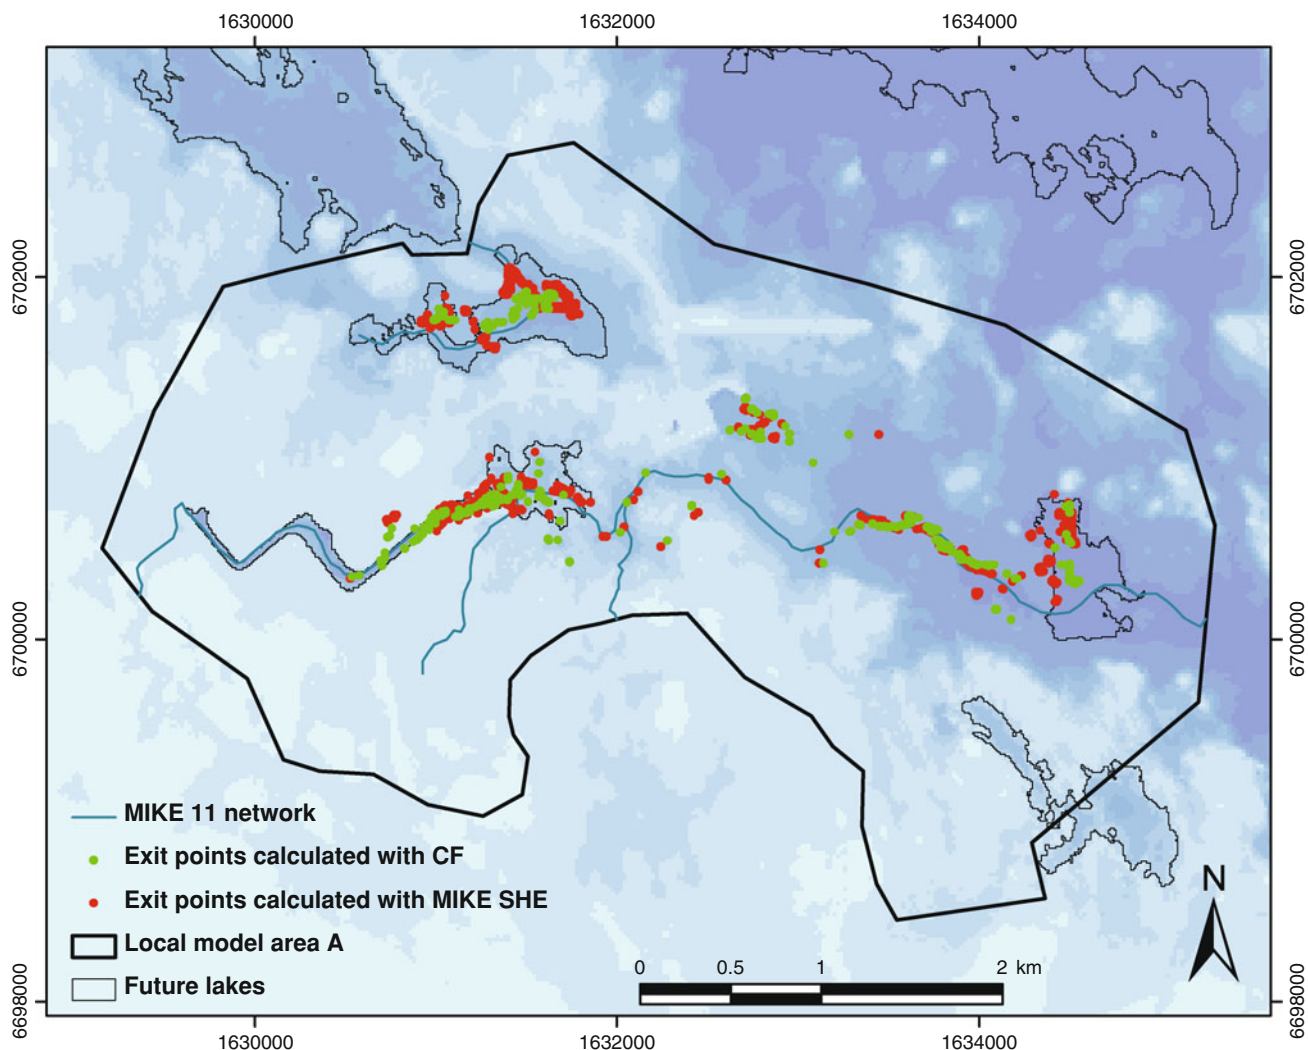 1630000 1632000 1634000
6702000 6702000
6700000 6700000
MIKE 11 network
Exit points calculated with CF
Exit points calculated with MIKE SHE
Local model area A
Future lakes
N
0 0.5 1 2 km
6698000 6698000
1630000 1632000 1634000